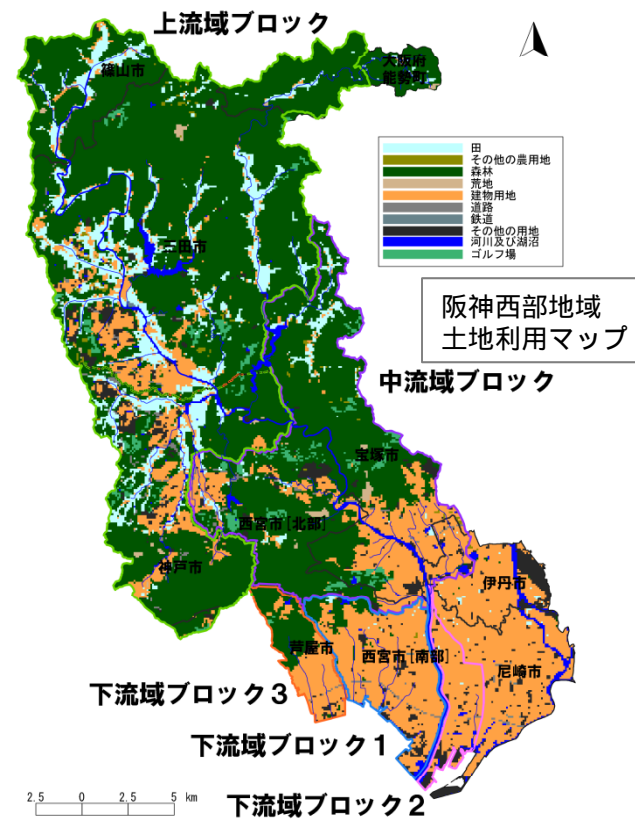 上流域ブロック
大阪府
能勢町
篠山市
田
その他の農用地
森林
荒地
建物用地
道路
鉄道
その他の用地
河川及び湖沼
ゴルフ場
三田市
阪神西部地域
土地利用マップ
中流域ブロック
宝塚市
西宮市[北部]
神戸市
伊丹市
芦屋市
西宮市[南部]
尼崎市
下流域ブロック3
下流域ブロック1
2.5 0 2.5 5 km
下流域ブロック2